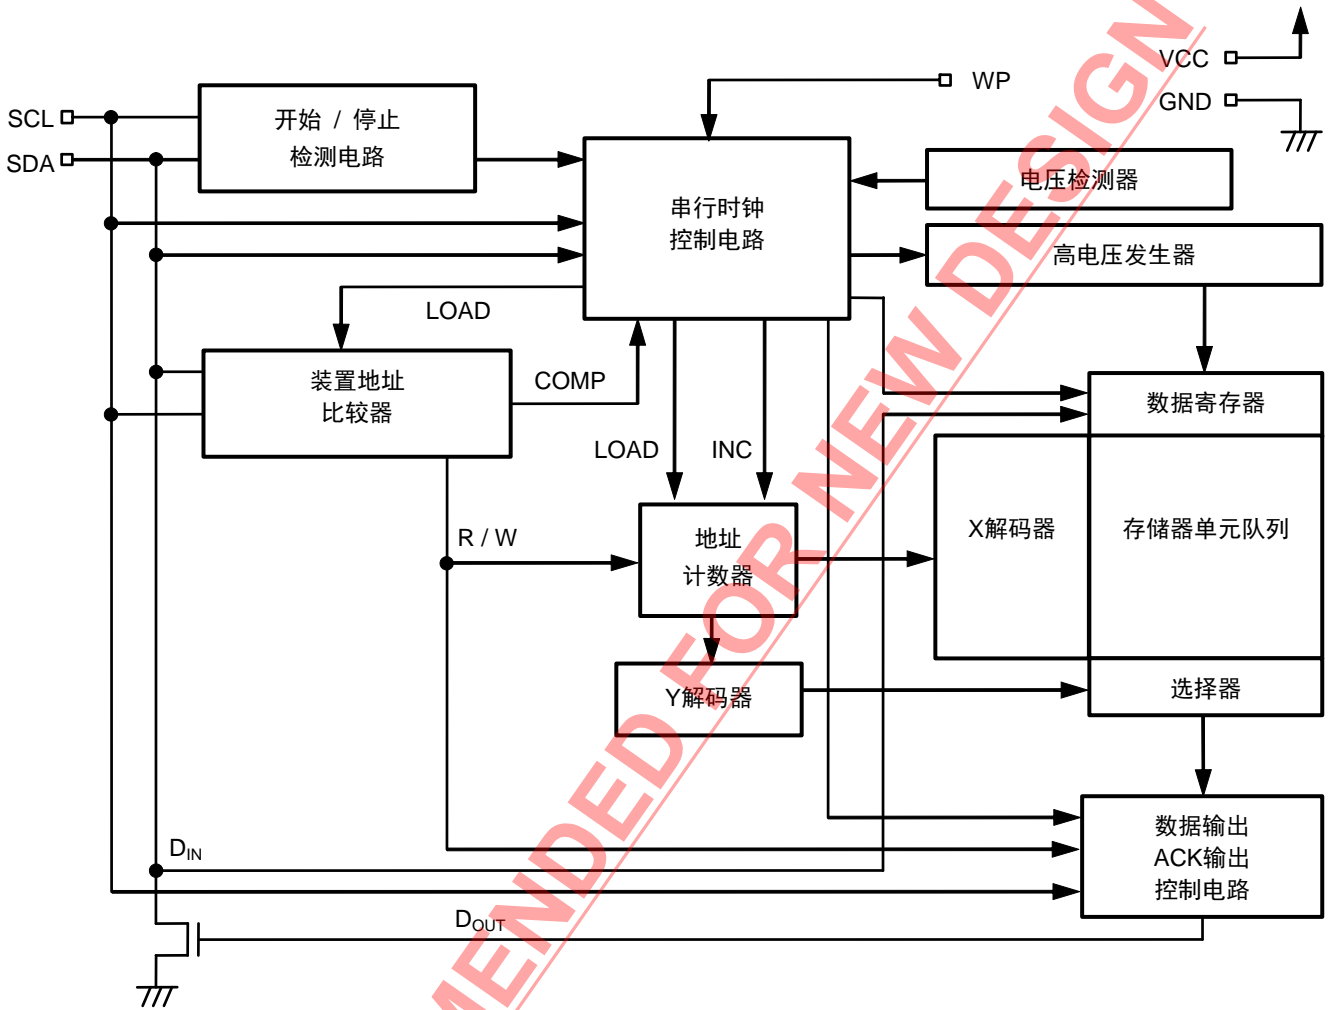 VCC
WP
GND
SCL
开始 / 停止
检测电路
SDA
电压检测器
串行时钟
控制电路
高电压发生器
LOAD
装置地址
比较器
COMP
数据寄存器
LOAD
INC
X解码器
存储器单元队列
R / W
地址
计数器
Y解码器
选择器
数据输出
ACK输出
控制电路
DIN
DOUT
MENDED FOR NEW DESIGN